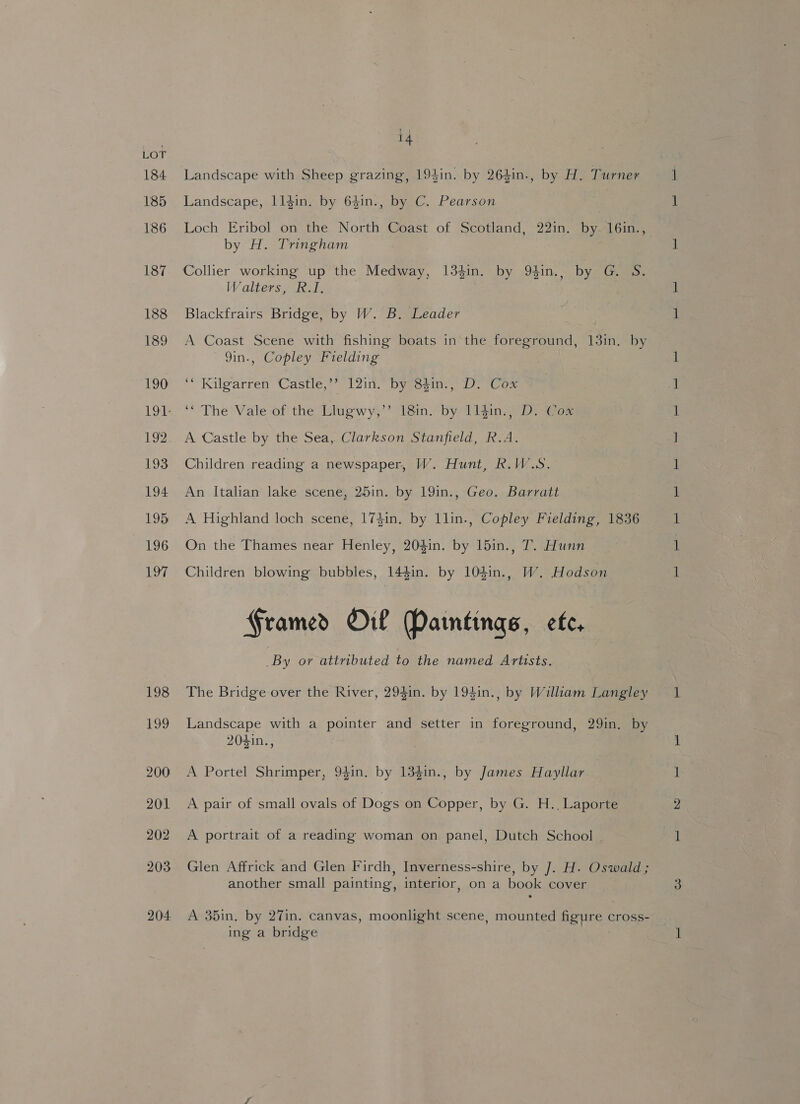 14
LOT
184 Landscape with Sheep grazing, 19½in. by 26½in., by H. Turner 1
185 Landscape, 11½in. by 6½in., by C. Pearson 1
186 Loch Eribol on the North Coast of Scotland, 22in. by 16in.,
by H. Tringham 1
187 Collier working up the Medway, 13½in. by 9½in., by G. S.
Walters, R.I. 1
188 Blackfrairs Bridge, by W. B. Leader 1
189 A Coast Scene with fishing boats in the foreground, 13in. by
9in., Copley Fielding 1
190 “ Kilgarren Castle,” 12in. by 8½in., D. Cox 1
191 “ The Vale of the Llugwy,” 18in. by 11½in., D. Cox 1
192 A Castle by the Sea, Clarkson Stanfield, R.A. 1
193 Children reading a newspaper, W. Hunt, R.W.S. 1
194 An Italian lake scene, 25in. by 19in., Geo. Barratt 1
195 A Highland loch scene, 17½in. by 11in., Copley Fielding, 1836 1
196 On the Thames near Henley, 20½in. by 15in., T. Hunn 1
197 Children blowing bubbles, 14½in. by 10½in., W. Hodson 1
Framed Oil Paintings, etc.
By or attributed to the named Artists.
198 The Bridge over the River, 29½in. by 19½in., by William Langley 1
199 Landscape with a pointer and setter in foreground, 29in. by
20½in., 1
200 A Portel Shrimper, 9½in. by 13½in., by James Hayllar 1
201 A pair of small ovals of Dogs on Copper, by G. H. Laporte 2
202 A portrait of a reading woman on panel, Dutch School 1
203 Glen Affrick and Glen Firdh, Inverness-shire, by J. H. Oswald;
another small painting, interior, on a book cover 3
204 A 35in. by 27in. canvas, moonlight scene, mounted figure cross-
ing a bridge 1